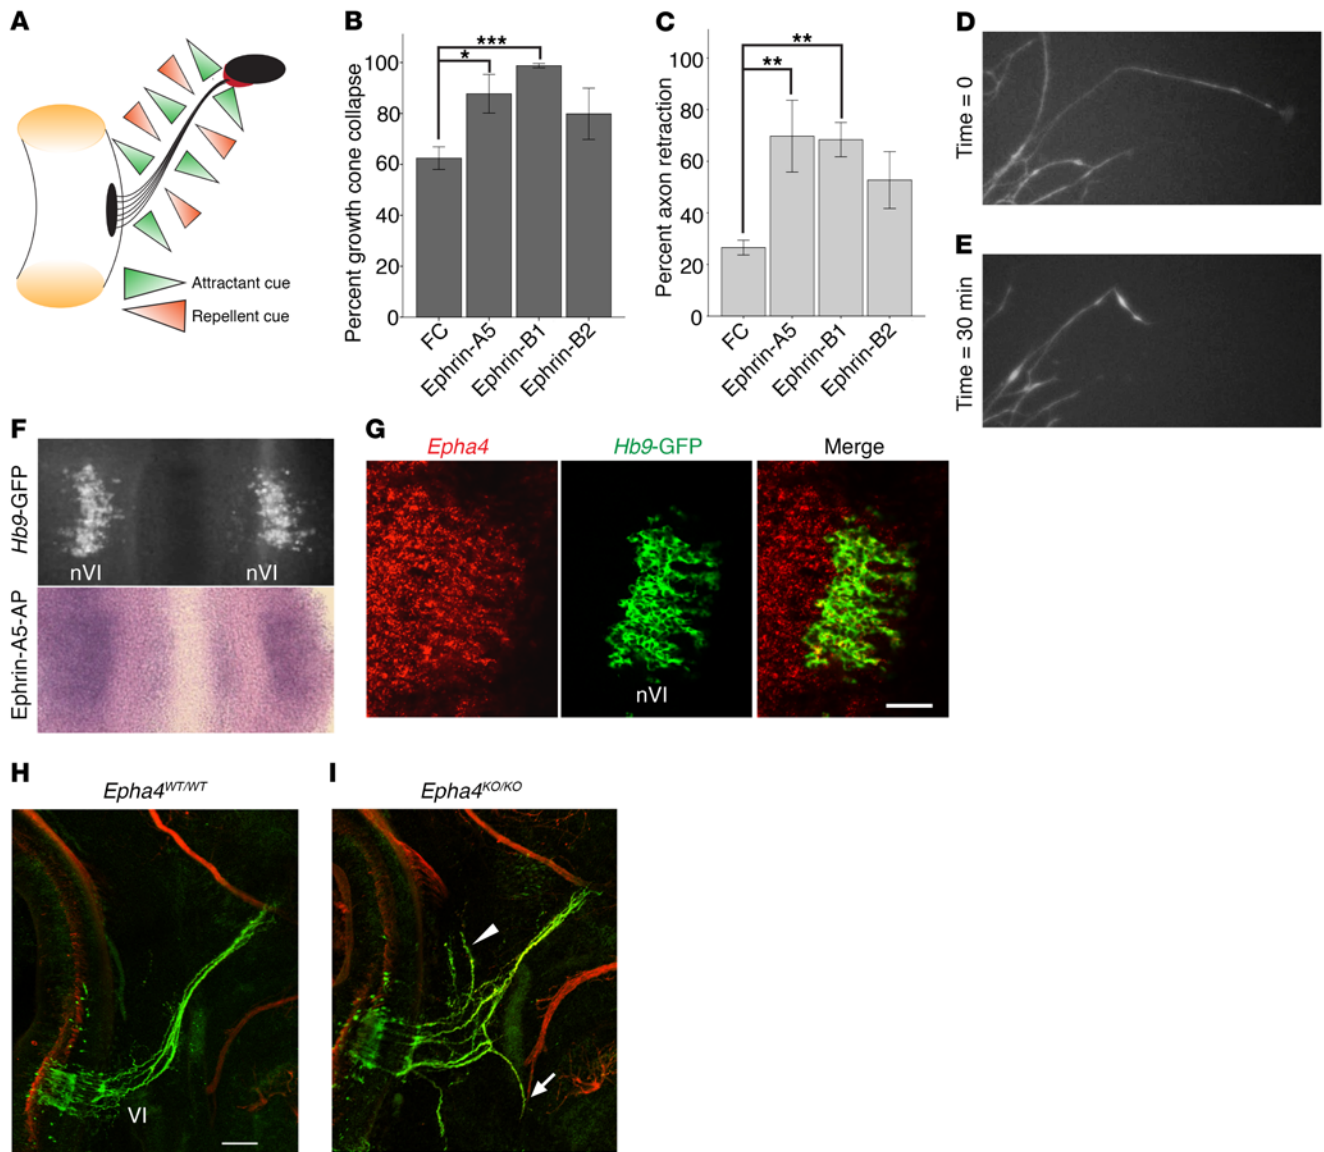 A
Attractant cue
Repellent cue
B
Percent growth cone collapse
100
80
60
40
20
0
***
*
FC
Ephrin-A5
Ephrin-B1
Ephrin-B2
C
Percent axon retraction
100
80
60
40
20
0
**
**
FC
Ephrin-A5
Ephrin-B1
Ephrin-B2
D
Time = 0
E
Time = 30 min
F
Hb9-GFP
nVI
nVI
Ephrin-A5-AP
G
Epha4
Hb9-GFP
Merge
nVI
H
Epha4WT/WT
VI
I
Epha4KO/KO